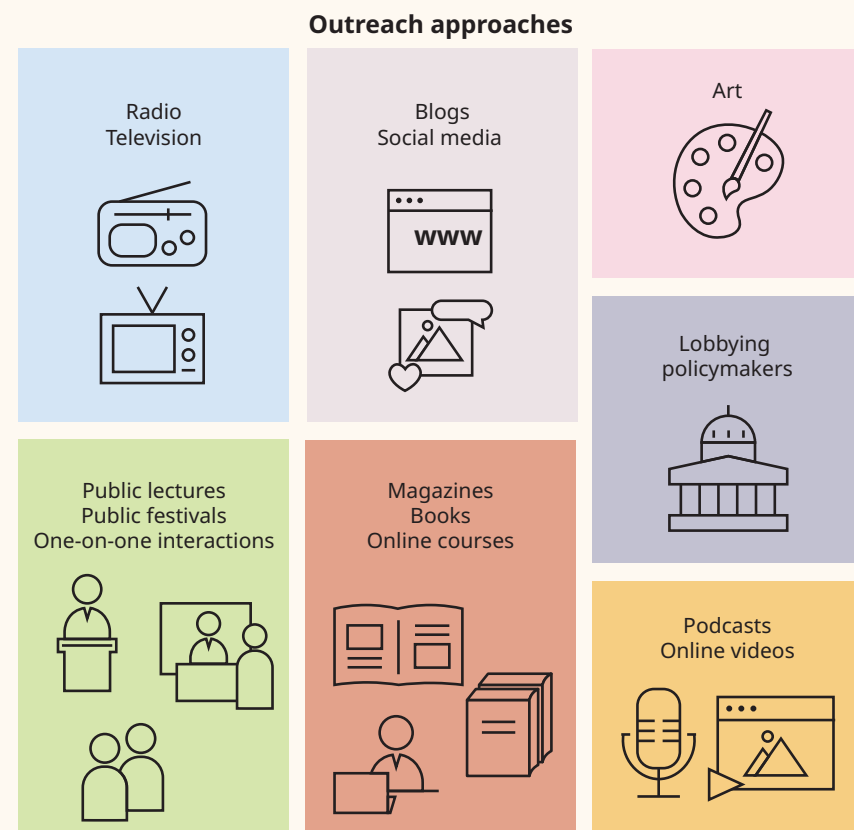 Outreach approaches
Radio
Television
Blogs
Social media
www
Art
Lobbying
policymakers
Public lectures
Public festivals
One-on-one interactions
Magazines
Books
Online courses
Podcasts
Online videos